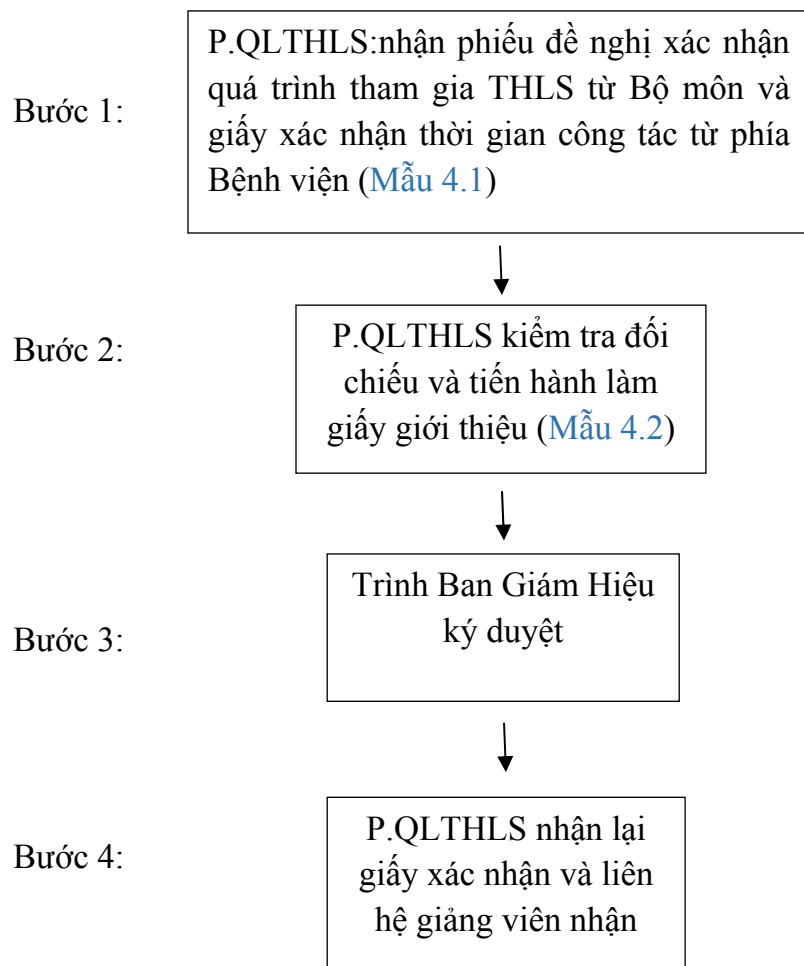 Bước 1:
P.QLTHLS:nhận phiếu đề nghị xác nhận
quá trình tham gia THLS từ Bộ môn và
giấy xác nhận thời gian công tác từ phía
Bệnh viện (Mẫu 4.1)
Bước 2:
P.QLTHLS kiểm tra đối
chiếu và tiến hành làm
giấy giới thiệu (Mẫu 4.2)
Bước 3:
Trình Ban Giám Hiệu
ký duyệt
Bước 4:
P.QLTHLS nhận lại
giấy xác nhận và liên
hệ giảng viên nhận